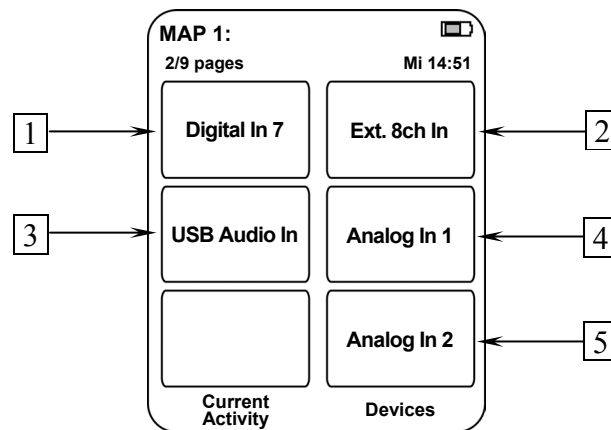 MAP 1:
2/9 pages Mi 14:51
1 Digital In 7 Ext. 8ch In 2
3 USB Audio In Analog In 1 4
Analog In 2 5
Current
Activity
Devices